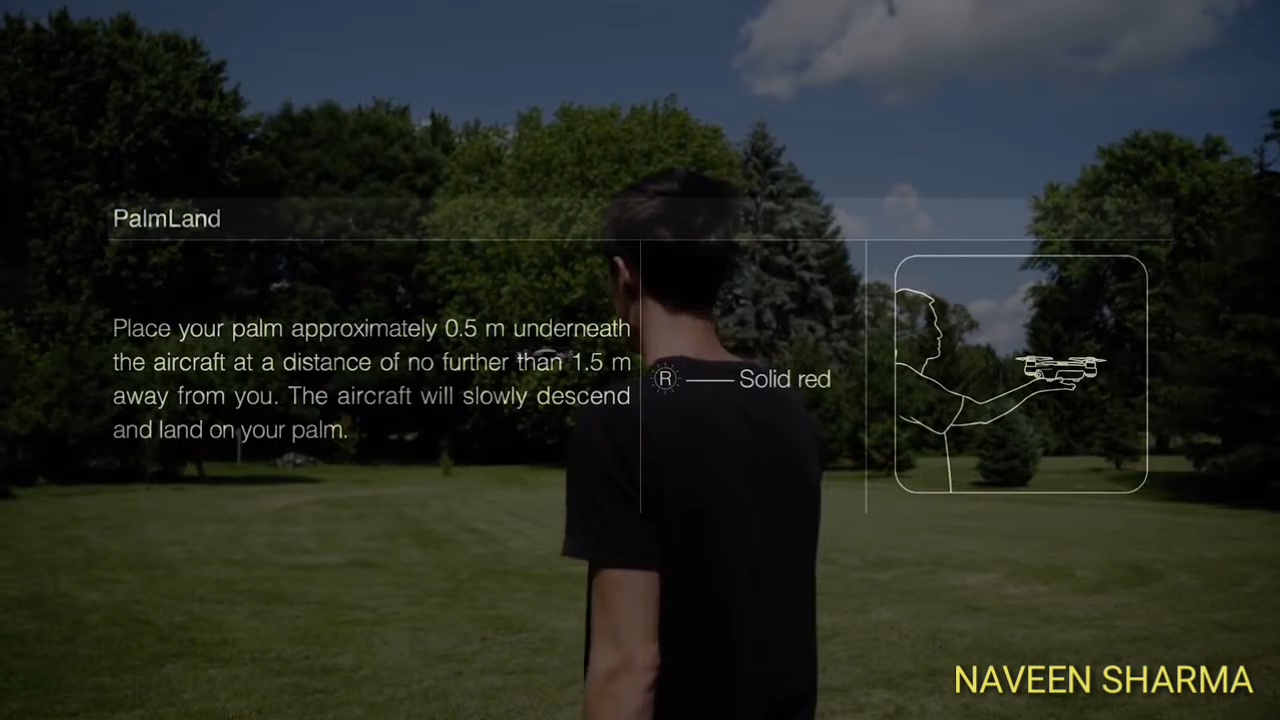 PalmLand
Place your palm approximately 0.5 m underneath
the aircraft at a distance of no further than 1.5 m
away from you. The aircraft will slowly descend
and land on your palm.
R
Solid red
NAVEEN SHARMA